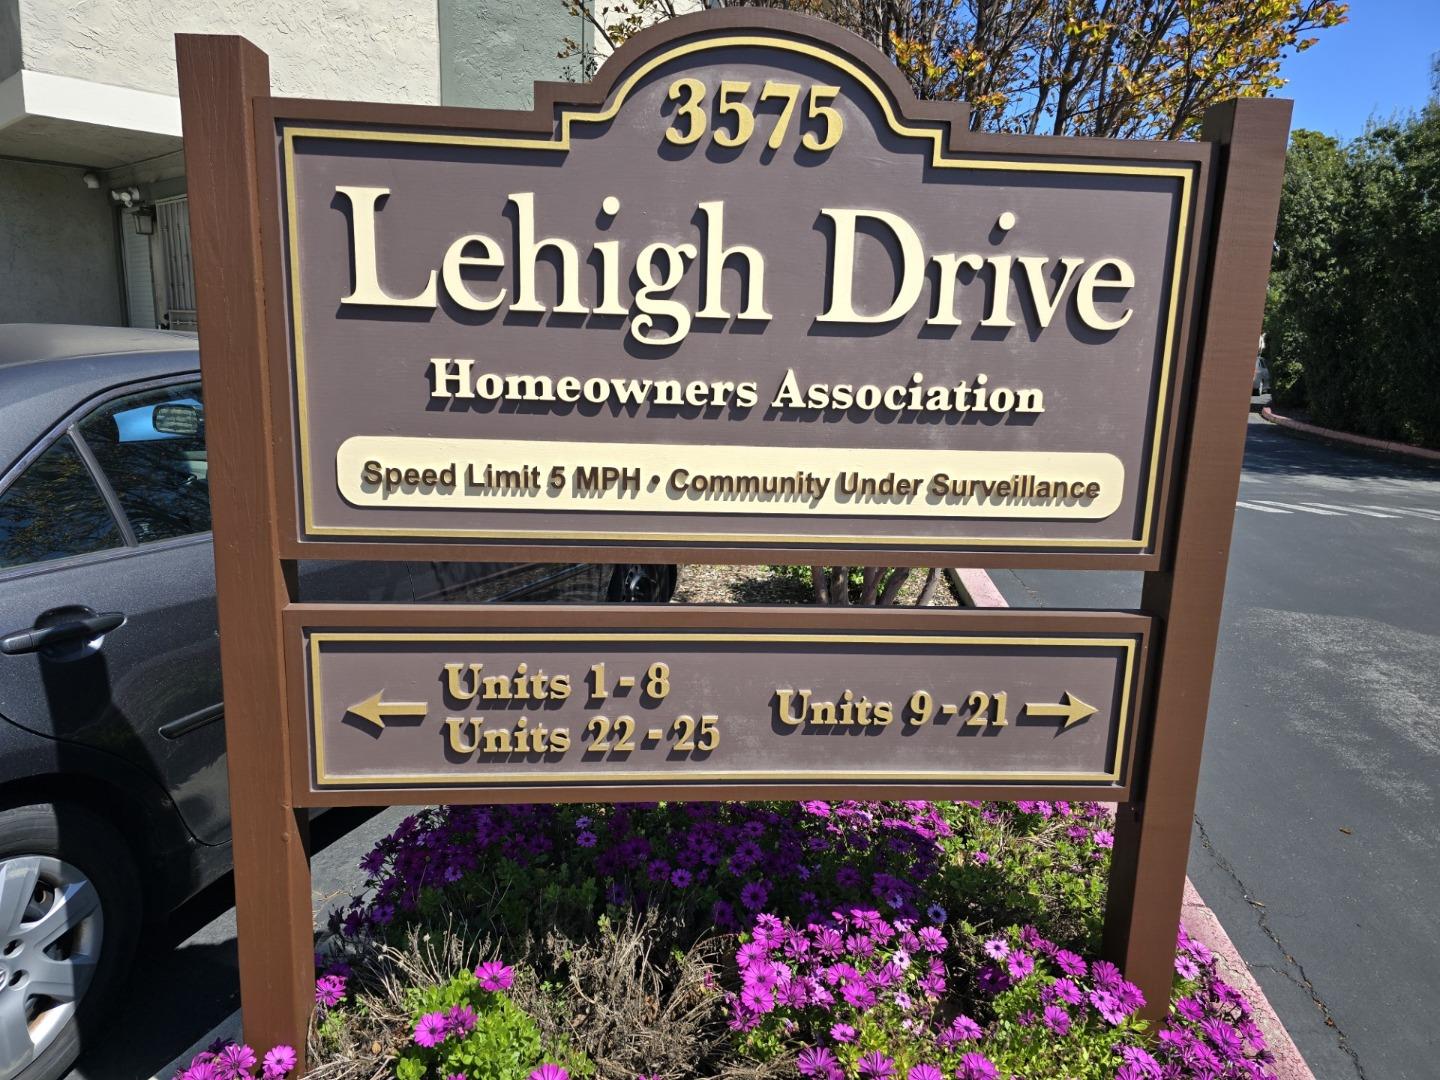 3575
Lehigh Drive
Homeowners Association
Speed Limit 5 MPH • Community Under Surveillance
Units 1 - 8
Units 22 - 25
Units 9 - 21